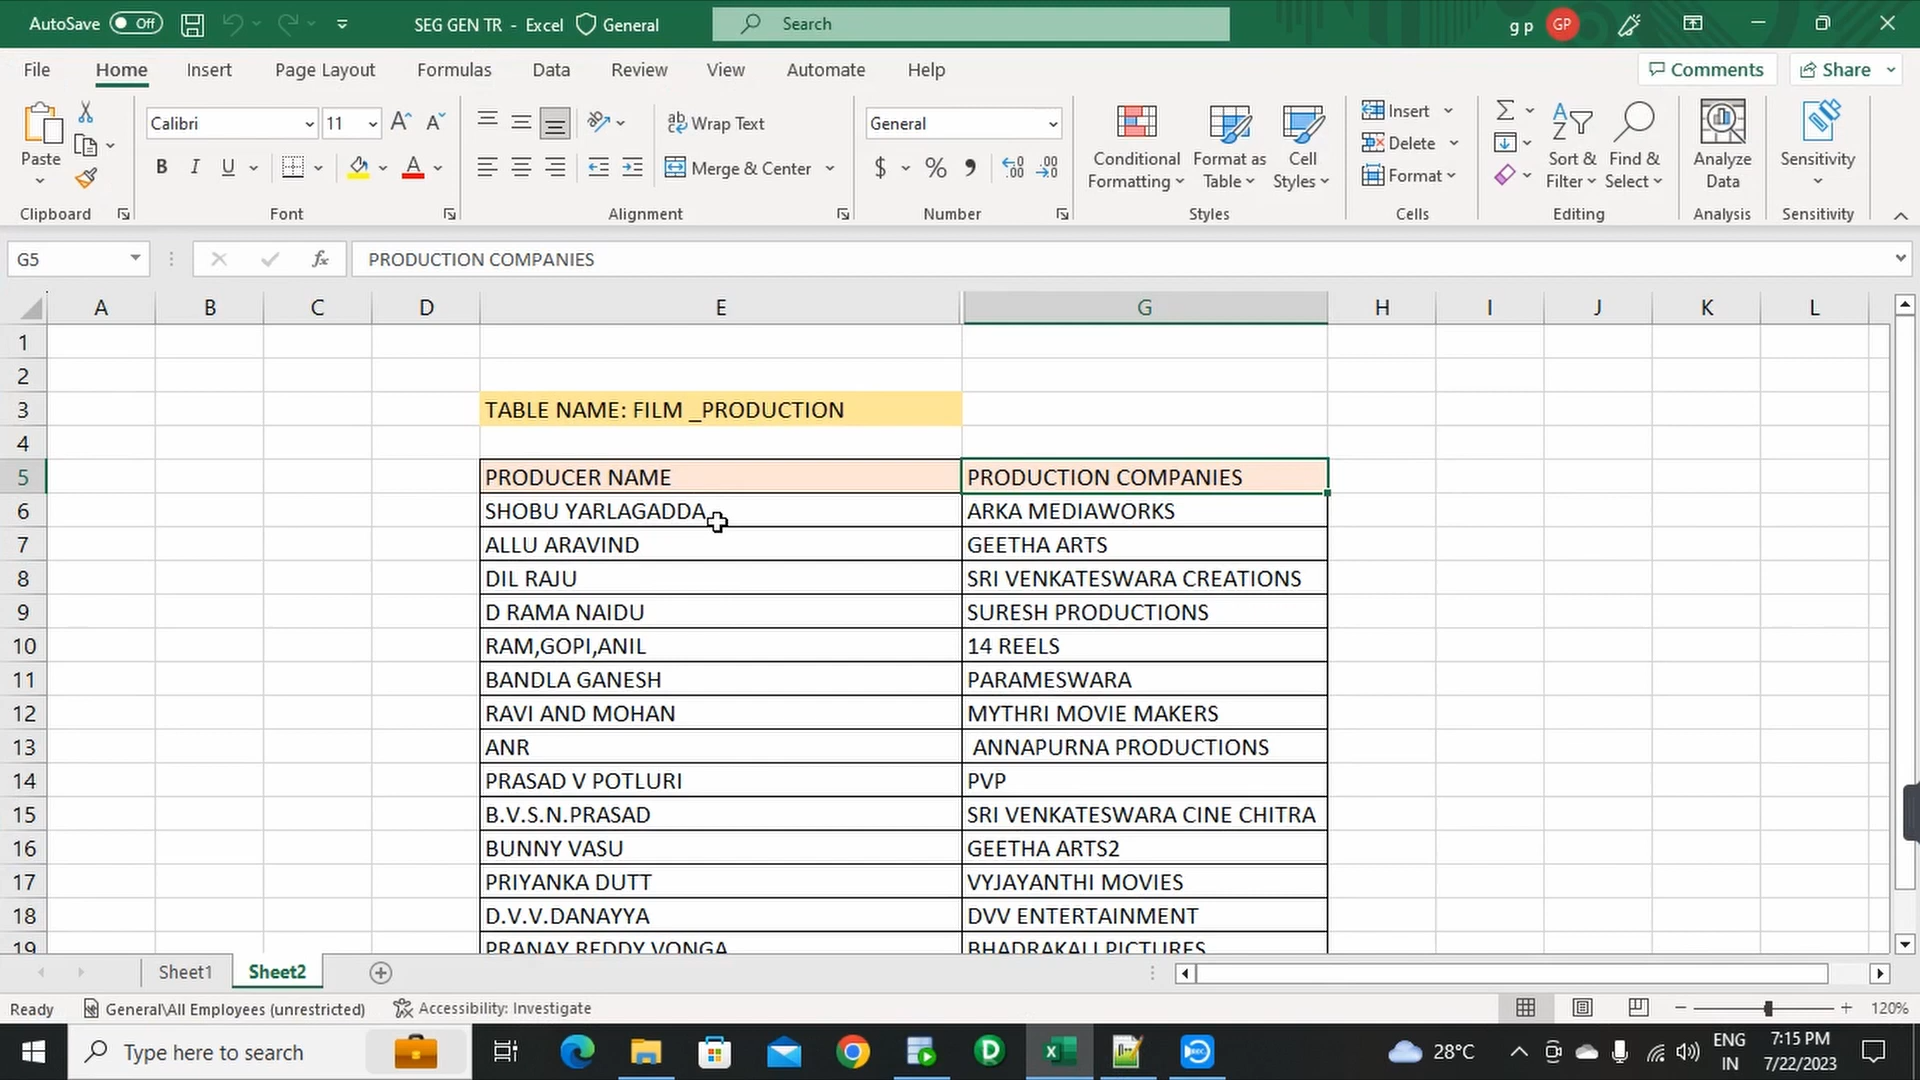 AutoSave Off SEG GEN TR - Excel General Search g p GP
File Home Insert Page Layout Formulas Data Review View Automate Help Comments Share
Paste Calibri 11 Wrap Text General Conditional Formatting Format as Table Cell Styles Insert Sort & Filter Find & Select Analyze Data Sensitivity
B I U Merge & Center $ % Delete
Format
Clipboard Font Alignment Number Styles Cells Editing Analysis Sensitivity
G5 fx PRODUCTION COMPANIES
A B C D E G H I J K L
1
2
3 TABLE NAME: FILM _PRODUCTION
4
5 PRODUCER NAME PRODUCTION COMPANIES
6 SHOBU YARLAGADDA ARKA MEDIAWORKS
7 ALLU ARAVIND GEETHA ARTS
8 DIL RAJU SRI VENKATESWARA CREATIONS
9 D RAMA NAIDU SURESH PRODUCTIONS
10 RAM,GOPI,ANIL 14 REELS
11 BANDLA GANESH PARAMESWARA
12 RAVI AND MOHAN MYTHRI MOVIE MAKERS
13 ANR ANNAPURNA PRODUCTIONS
14 PRASAD V POTLURI PVP
15 B.V.S.N.PRASAD SRI VENKATESWARA CINE CHITRA
16 BUNNY VASU GEETHA ARTS2
17 PRIYANKA DUTT VYJAYANTHI MOVIES
18 D.V.V.DANAYYA DVV ENTERTAINMENT
19 PRANAY REDDY VONGA BHADRAKALI PICTURES
Sheet1 Sheet2
Ready General\All Employees (unrestricted) Accessibility: Investigate 120%
Type here to search 28°C ENG IN 7:15 PM 7/22/2023